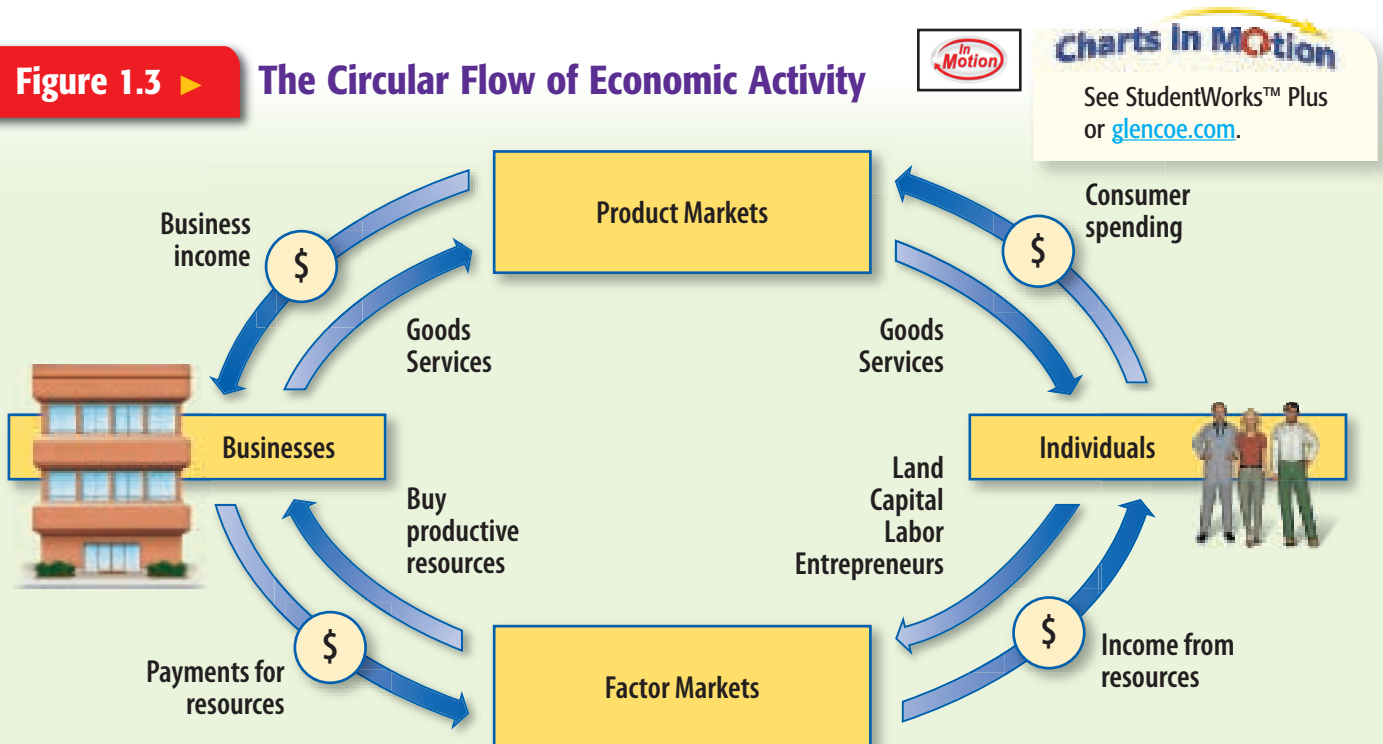 Figure 1.3 ►
The Circular Flow of Economic Activity
In
Motion
Charts In MOtion
See StudentWorks™ Plus
or glencoe.com.
Product Markets
Business
income
$
Goods
Services
Consumer
spending
$
Goods
Services
Businesses
Individuals
Buy
productive
resources
Land
Capital
Labor
Entrepreneurs
Payments for
resources
$
Factor Markets
$
Income from
resources